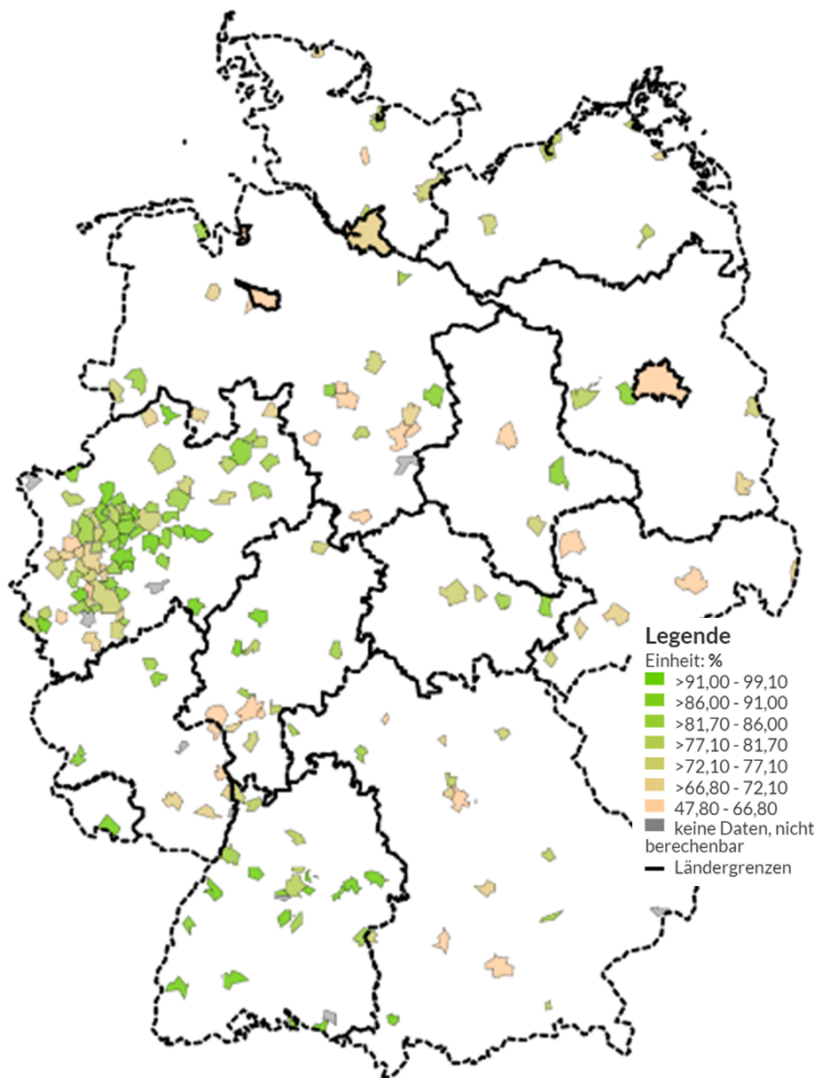 Legende
Einheit: %
>91,00 - 99,10
>86,00 - 91,00
>81,70 - 86,00
>77,10 - 81,70
>72,10 - 77,10
>66,80 - 72,10
47,80 - 66,80
keine Daten, nicht
berechenbar
Ländergrenzen